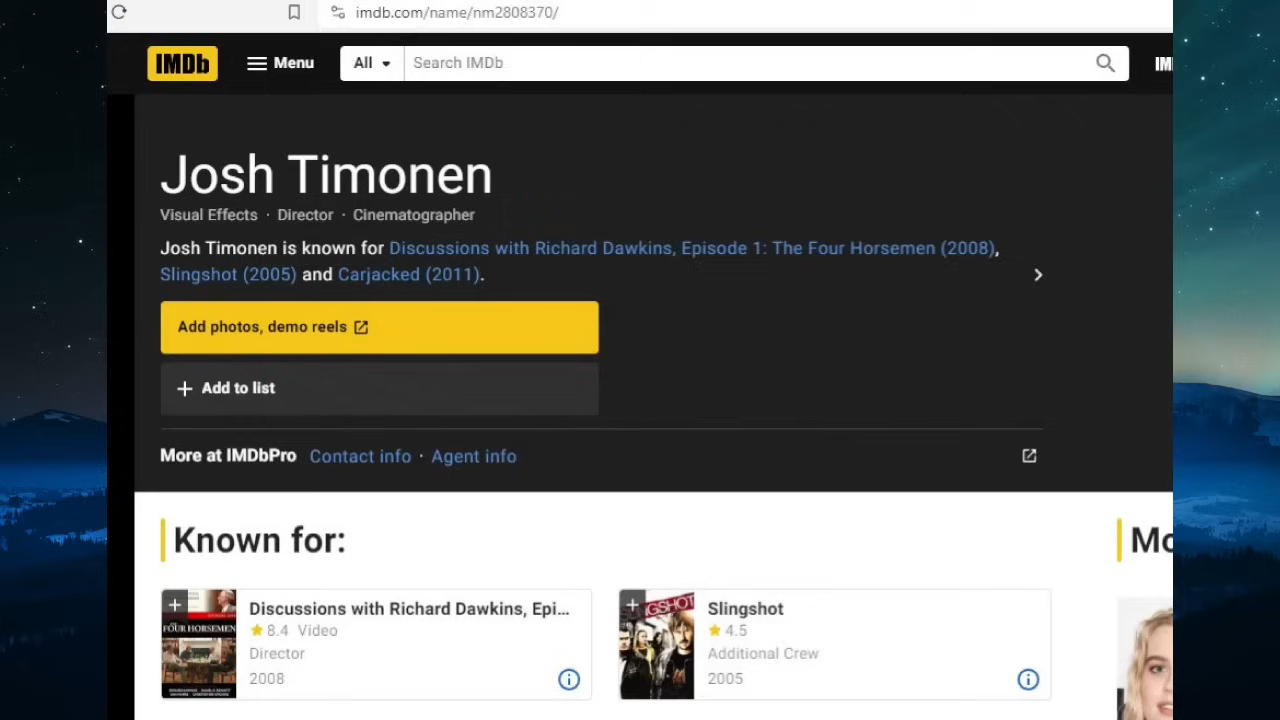 imdb.com/name/nm2808370/
IMDb Menu All Search IMDb
Josh Timonen
Visual Effects · Director · Cinematographer
Josh Timonen is known for Discussions with Richard Dawkins, Episode 1: The Four Horsemen (2008),
Slingshot (2005) and Carjacked (2011).
Add photos, demo reels
Add to list
More at IMDbPro Contact info · Agent info
Known for:
Discussions with Richard Dawkins, Epi...
8.4 Video
Director
2008
FOUR HORSEMEN
Slingshot
4.5
Additional Crew
2005